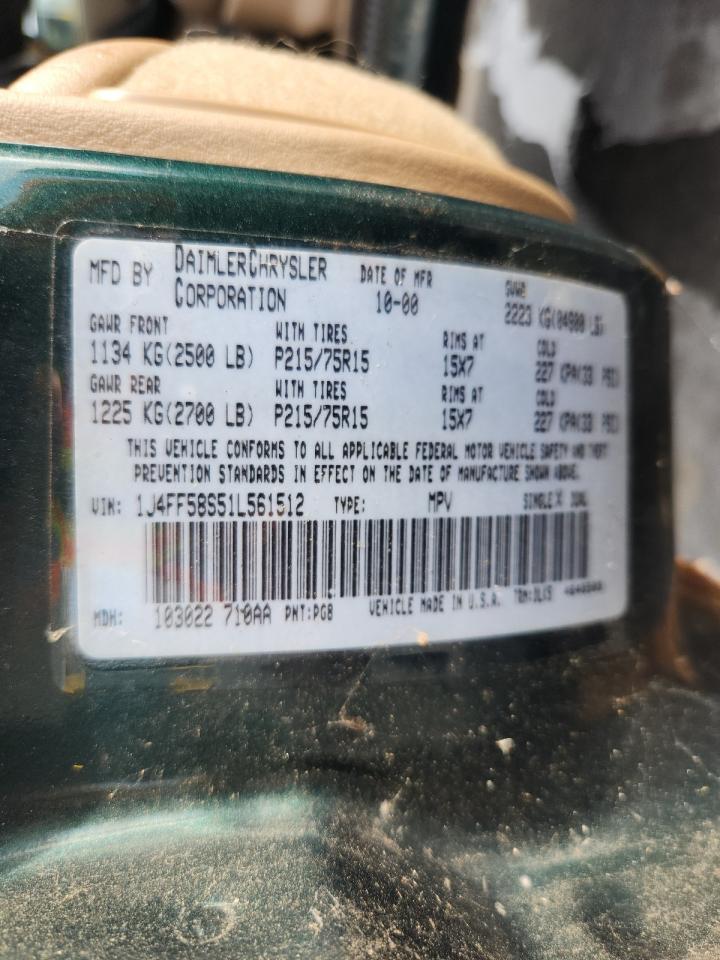 MFD BY DAIMLERCHRYSLER CORPORATION DATE OF MFR 10-00 GVWR 2223 KG(04900 LB)
GAWR FRONT WITH TIRES RIMS AT COLD
1134 KG(2500 LB) P215/75R15 15X7 227 KPA(33 PSI)
GAWR REAR WITH TIRES RIMS AT COLD
1225 KG(2700 LB) P215/75R15 15X7 227 KPA(33 PSI)
THIS VEHICLE CONFORMS TO ALL APPLICABLE FEDERAL MOTOR VEHICLE SAFETY AND THEFT
PREVENTION STANDARDS IN EFFECT ON THE DATE OF MANUFACTURE SHOWN ABOVE.
VIN: 1J4FF58S51L561512 TYPE: MPV SINGLE X DUAL
MDH: 103022 710AA PNT:PG8 VEHICLE MADE IN U.S.A.